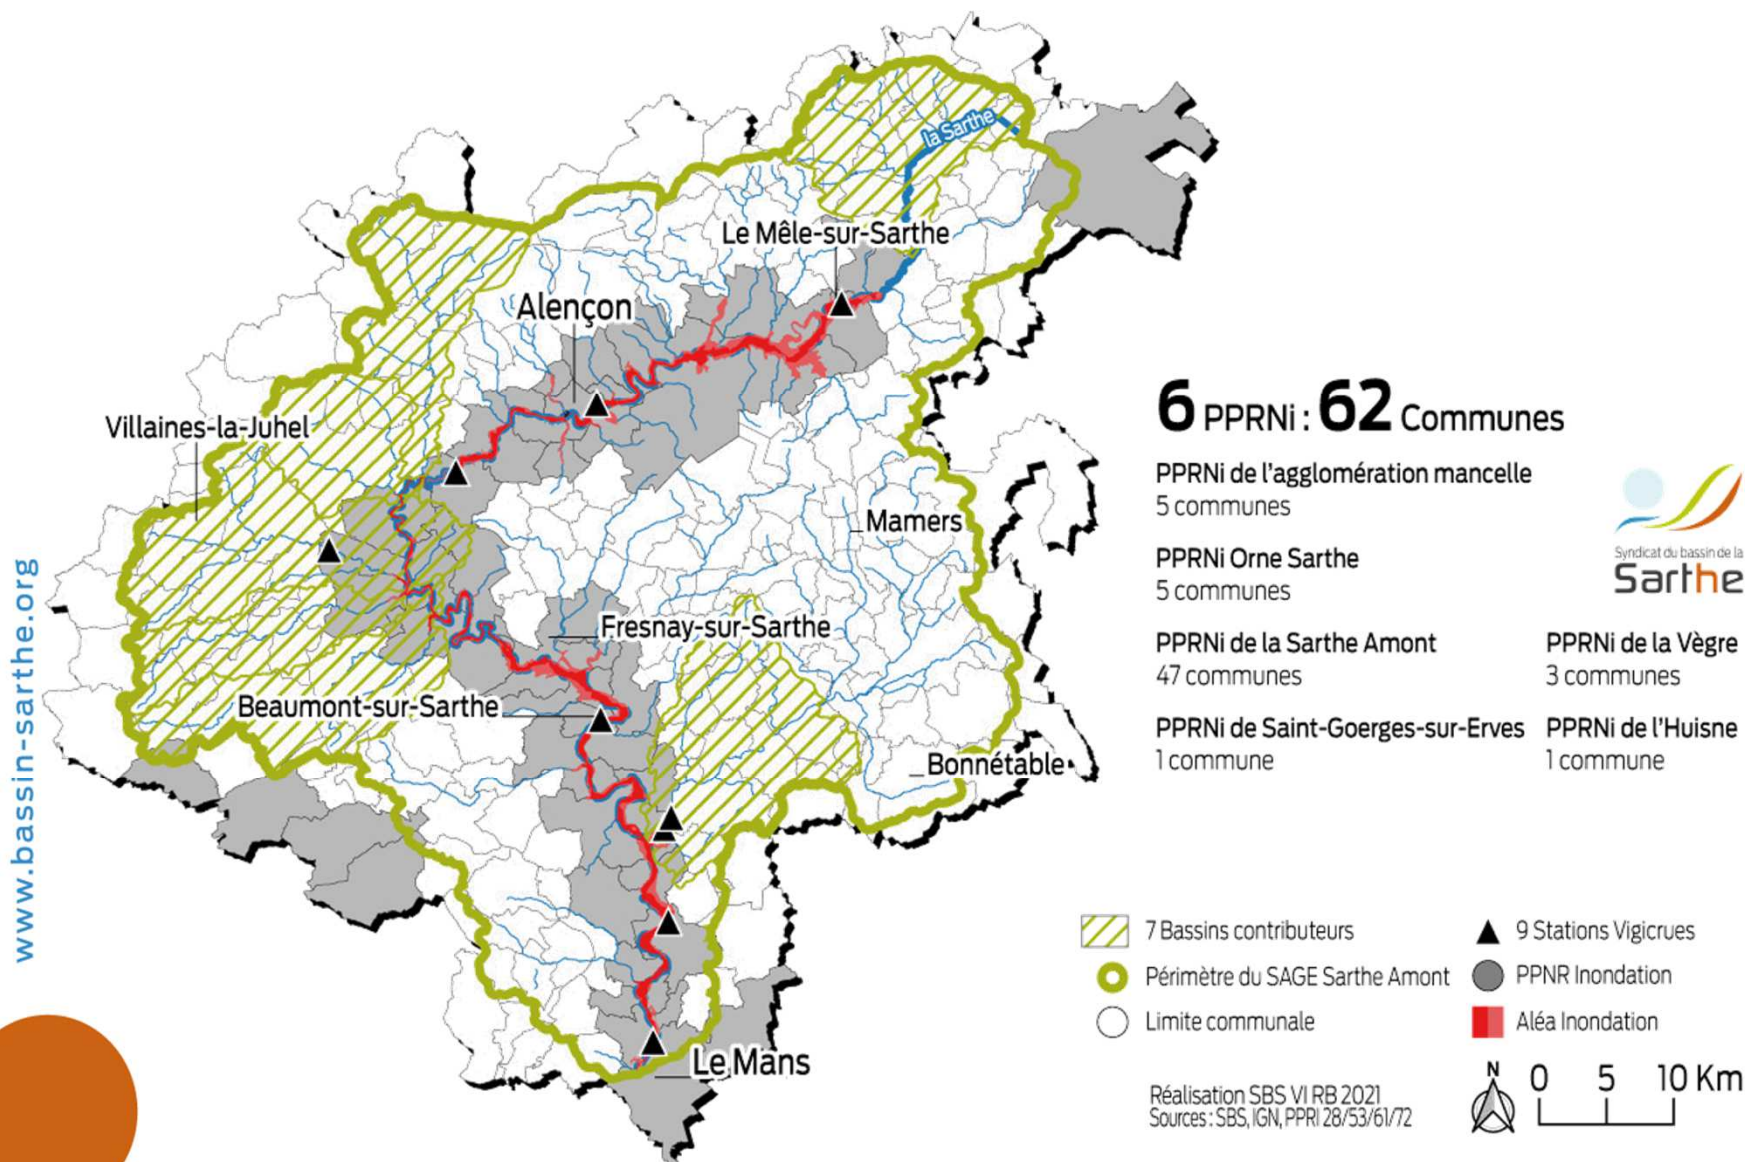 www.bassin-sarthe.org
la Sarthe
Le Mêle-sur-Sarthe
Alençon
Villaines-la-Juhel
Mamers
Fresnay-sur-Sarthe
Beaumont-sur-Sarthe
Bonnétable
Le Mans
6 PPRNi : 62 Communes
PPRNi de l'agglomération mancelle
5 communes
PPRNi Orne Sarthe
5 communes
PPRNi de la Sarthe Amont
47 communes
PPRNi de la Vègre
3 communes
PPRNi de Saint-Goerges-sur-Erves
1 commune
PPRNi de l'Huisne
1 commune
Syndicat du bassin de la
Sarthe
7 Bassins contributeurs
Périmètre du SAGE Sarthe Amont
Limite communale
9 Stations Vigicrues
PPNR Inondation
Aléa Inondation
Réalisation SBS VI RB 2021
Sources : SBS, IGN, PPRI 28/53/61/72
N
0 5 10 Km